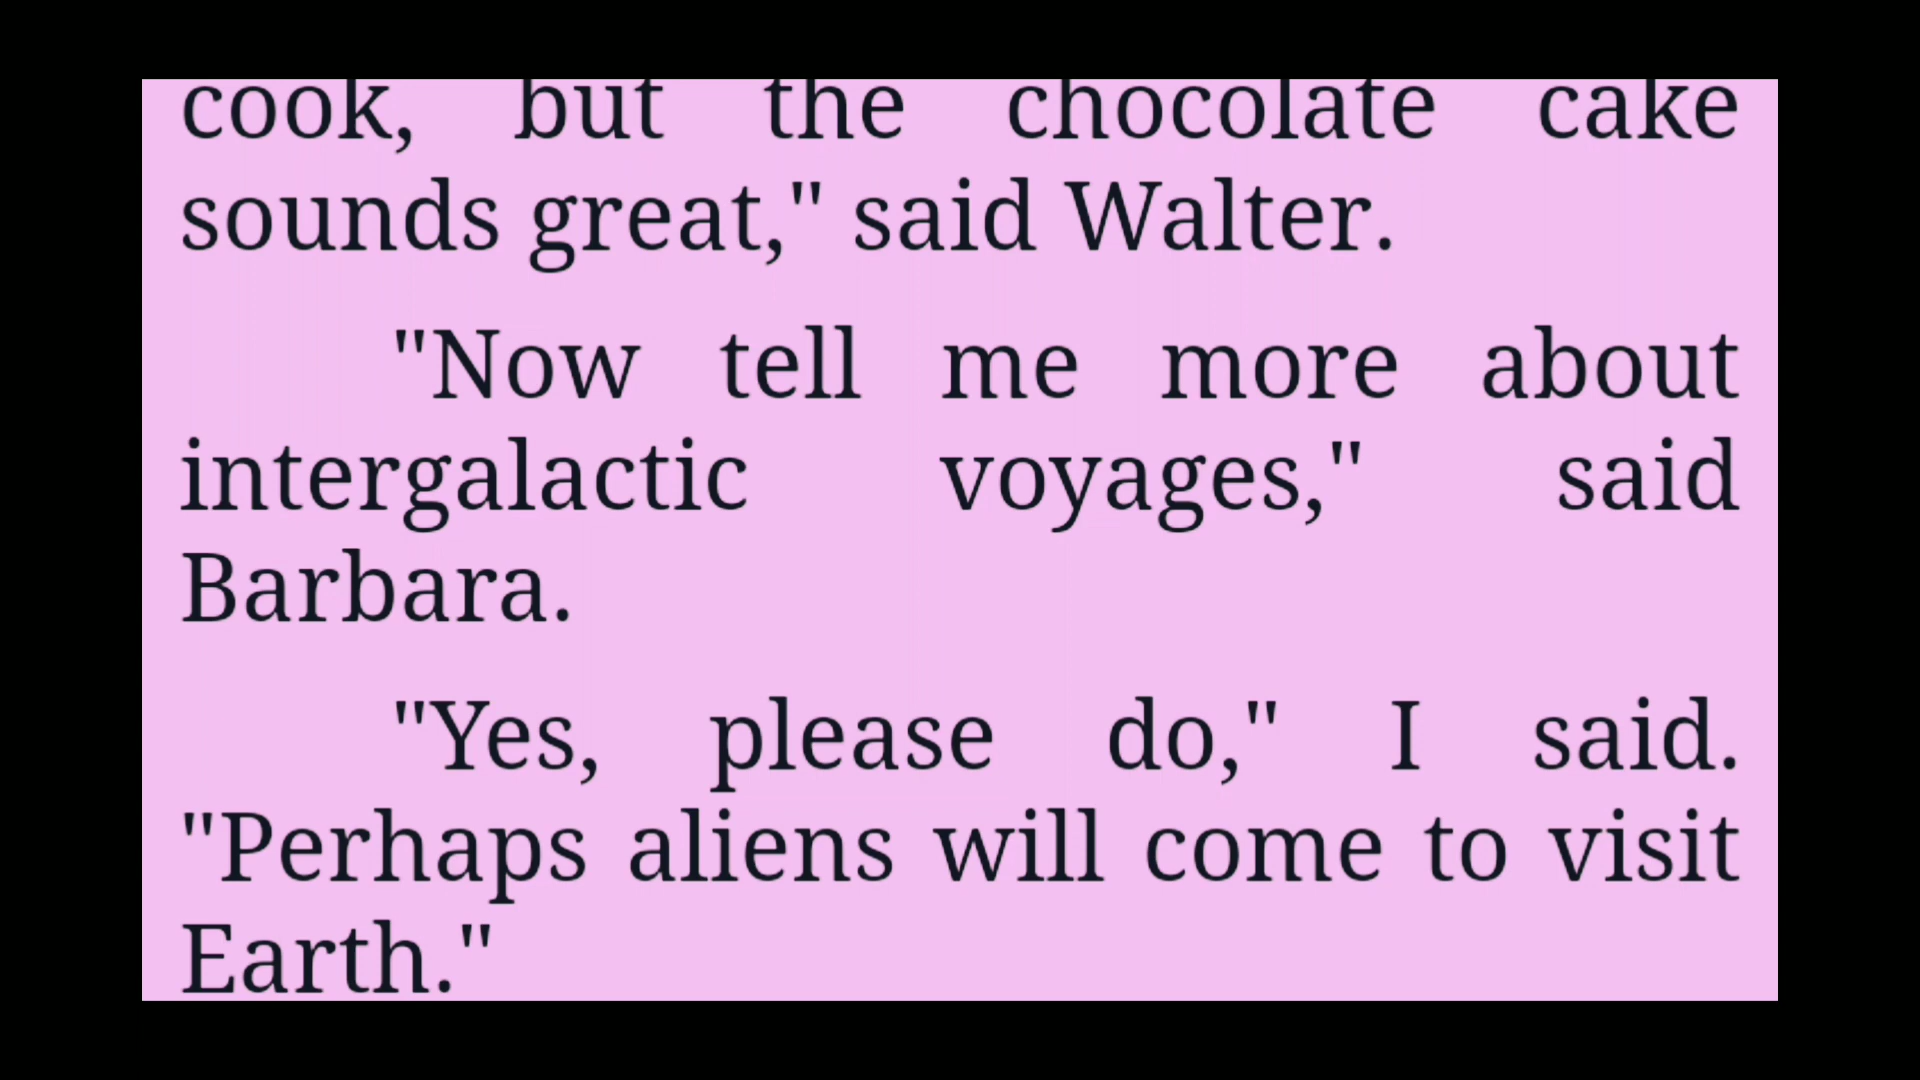 cook, but the chocolate cake
sounds great," said Walter.
"Now tell me more about
intergalactic voyages," said
Barbara.
"Yes, please do," I said.
"Perhaps aliens will come to visit
Earth."